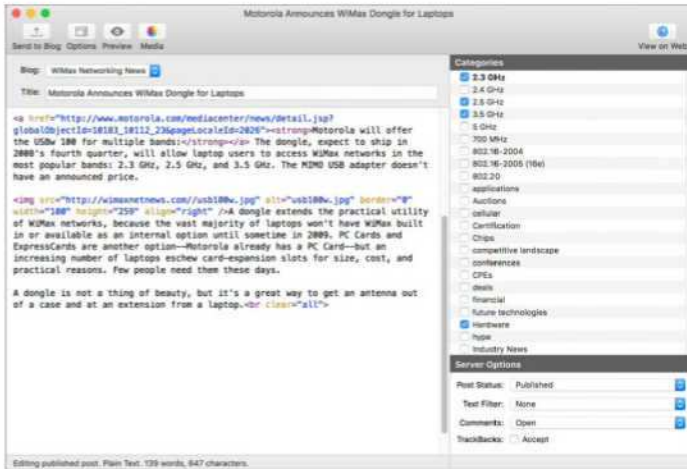 Motorola Announces WiMax Dongle for Laptops
Send to Blog Options Preview Media View on Web
Blog: WiMax Networking News
Title: Motorola Announces WiMax Dongle for Laptops
<a href="http://www.motorola.com/mediacenter/news/detail.jsp?
globalObjectId=10103_10112_23&pageLocaleId=2026"><strong>Motorola will offer
the USBw 100 for multiple bands:</strong></a> The dongle, expect to ship in
2008's fourth quarter, will allow laptop users to access WiMax networks in the
most popular bands: 2.3 GHz, 2.5 GHz, and 3.5 GHz. The MIMO USB adapter doesn't
have an announced price.
<img src="http://wimaxnetnews.com//usb100w.jpg" alt="usb100w.jpg" border="0"
width="100" height="259" align="right" />A dongle extends the practical utility
of WiMax networks, because the vast majority of laptops won't have WiMax built
in or available as an internal option until sometime in 2009. PC Cards and
ExpressCards are another option—Motorola already has a PC Card—but an
increasing number of laptops eschew card-expansion slots for size, cost, and
practical reasons. Few people need them these days.
A dongle is not a thing of beauty, but it's a great way to get an antenna out
of a case and at an extension from a laptop.<br clear="all">
Editing published post. Plain Text. 139 words, 847 characters.
Categories
2.3 GHz
2.4 GHz
2.5 GHz
3.5 GHz
5 GHz
700 MHz
802.16-2004
802.16-2005 (16e)
802.20
applications
Auctions
cellular
Certification
Chips
competitive landscape
conferences
CPEs
deals
financial
future technologies
Hardware
hype
Industry News
Server Options
Post Status: Published
Text Filter: None
Comments: Open
TrackBacks: Accept